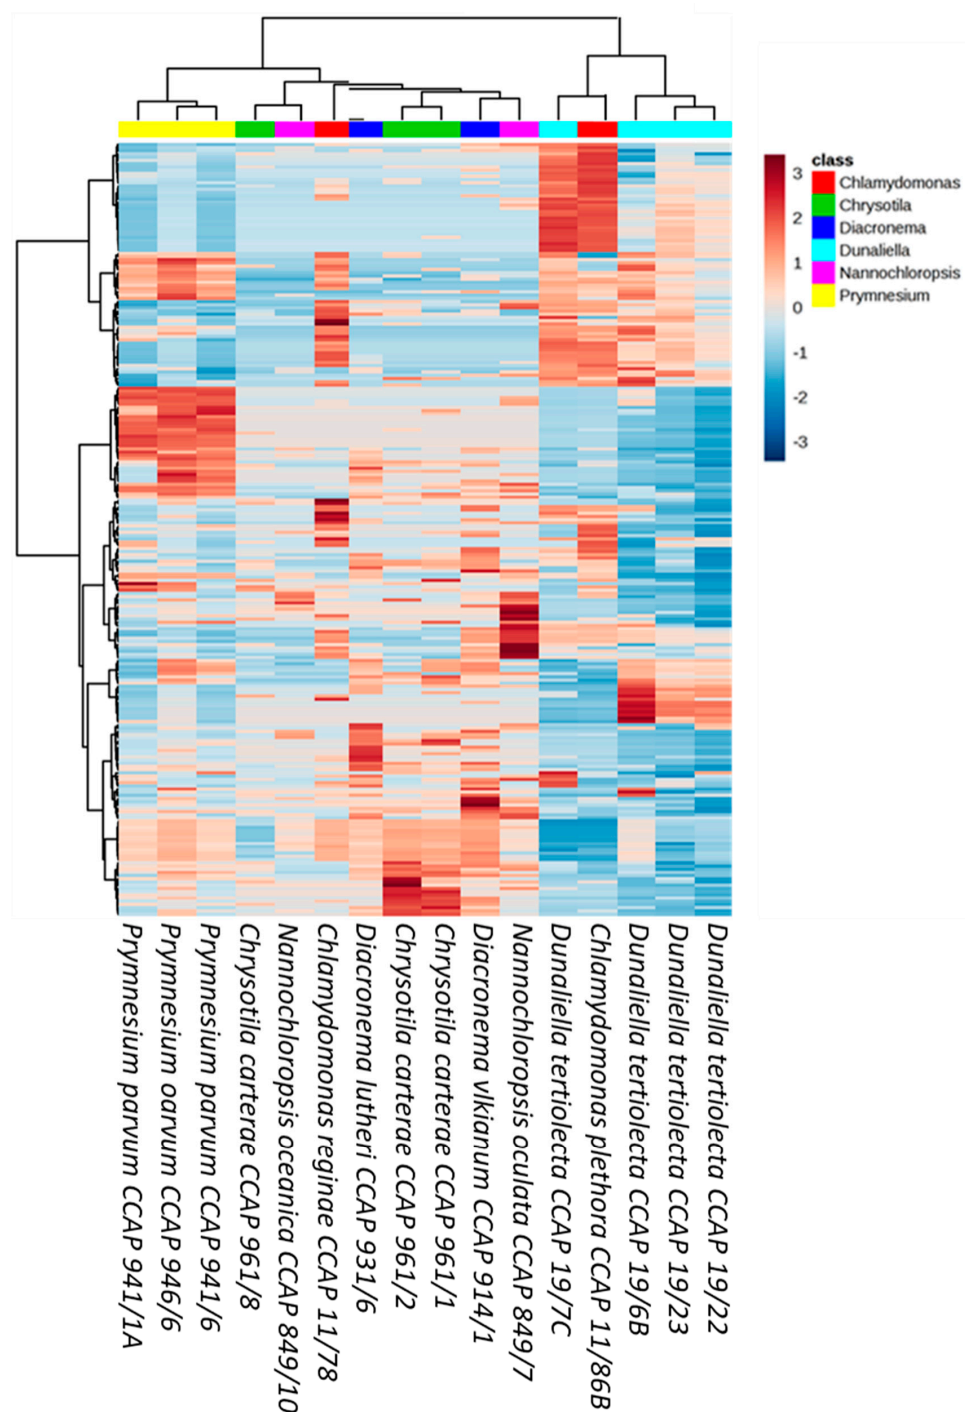 class
Chlamydomonas
Chrysotila
Diacronema
Dunaliella
Nannochloropsis
Prymnesium
3
2
1
0
-1
-2
-3
Prymnesium parvum CCAP 941/1A
Prymnesium oarvum CCAP 946/6
Prymnesium parvum CCAP 941/6
Chrysotila carterae CCAP 961/8
Nannochloropsis oceanica CCAP 849/10
Chlamydomonas reginae CCAP 11/78
Diacronema lutheri CCAP 931/6
Chrysotila carterae CCAP 961/2
Chrysotila carterae CCAP 961/1
Diacronema vlkianum CCAP 914/1
Nannochloropsis oculata CCAP 849/7
Dunaliella tertiolecta CCAP 19/7C
Chlamydomonas plethora CCAP 11/86B
Dunaliella tertiolecta CCAP 19/6B
Dunaliella tertiolecta CCAP 19/23
Dunaliella tertiolecta CCAP 19/22